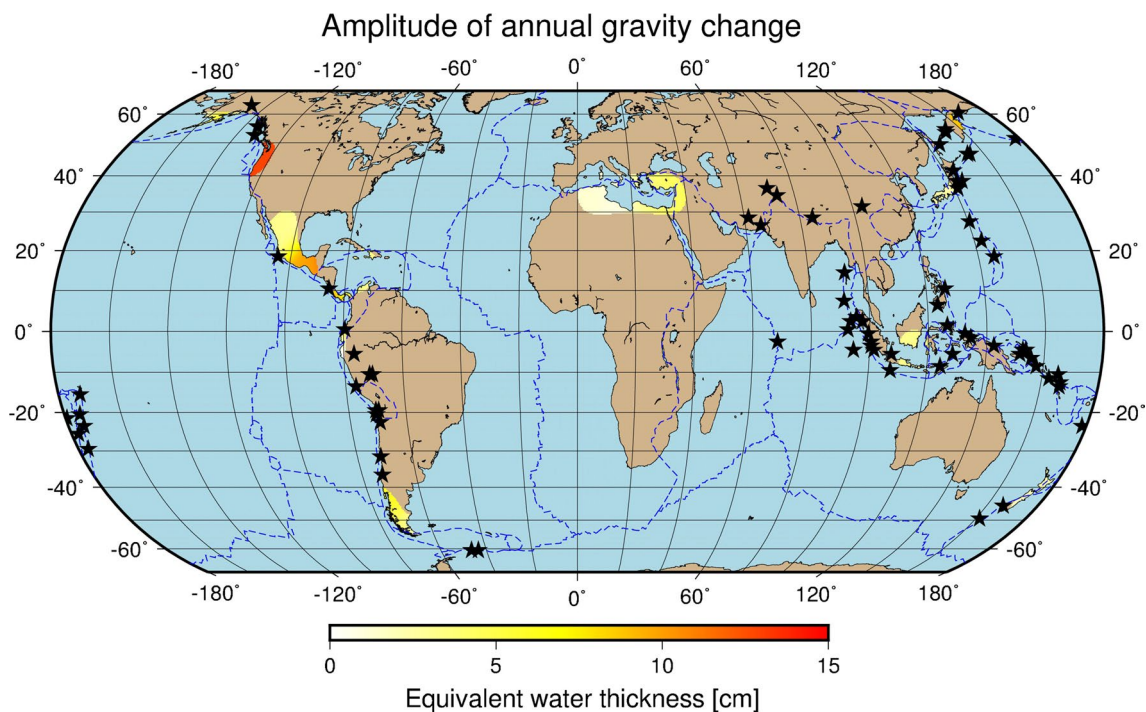 Amplitude of annual gravity change
-180° -120° -60° 0° 60° 120° 180°
60° 60°
40° 40°
20° 20°
0° 0°
-20° -20°
-40° -40°
-60° -60°
-180° -120° -60° 0 60° 120° 180°
0 5 10 15
Equivalent water thickness [cm]